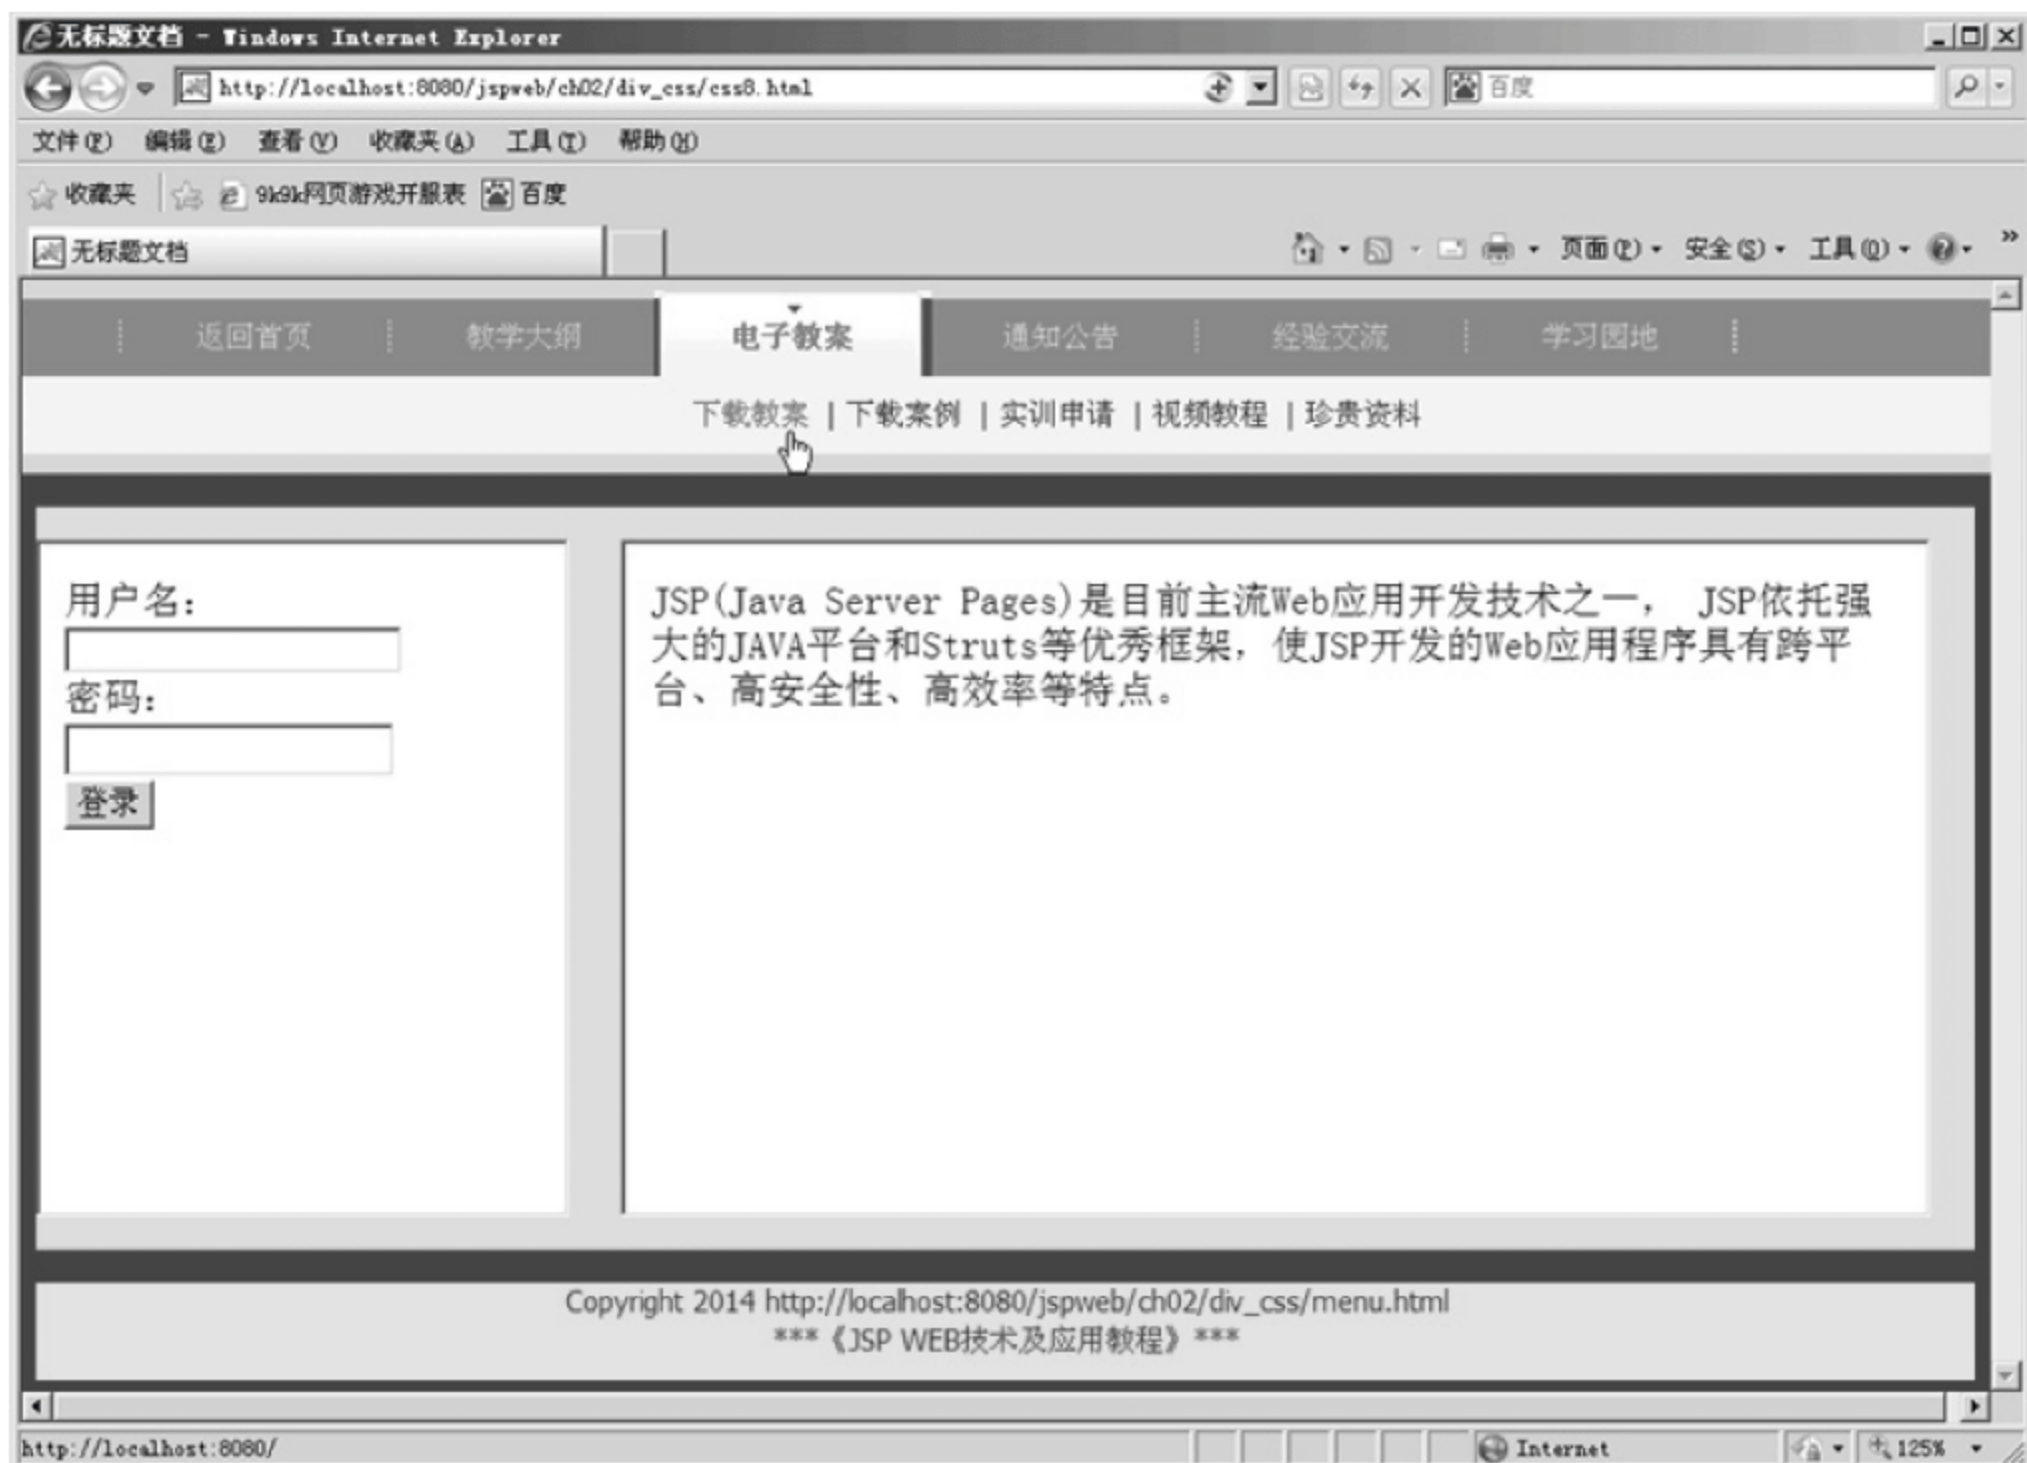 无标题文档 - Windows Internet Explorer
http://localhost:8080/jspweb/ch02/div_css/css8.html 百度
文件(F) 编辑(E) 查看(V) 收藏夹(A) 工具(T) 帮助(H)
收藏夹 9k9k网页游戏开服表 百度
无标题文档 页面(P) 安全(S) 工具(O)
返回首页 教学大纲 电子教案 通知公告 经验交流 学习园地
下载教案 | 下载案例 | 实训申请 | 视频教程 | 珍贵资料
用户名:
密码:
登录
JSP(Java Server Pages)是目前主流Web应用开发技术之一, JSP依托强
大的JAVA平台和Struts等优秀框架,使JSP开发的Web应用程序具有跨平
台、高安全性、高效率等特点。
Copyright 2014 http://localhost:8080/jspweb/ch02/div_css/menu.html
***《JSP WEB技术及应用教程》***
http://localhost:8080/ Internet 125%